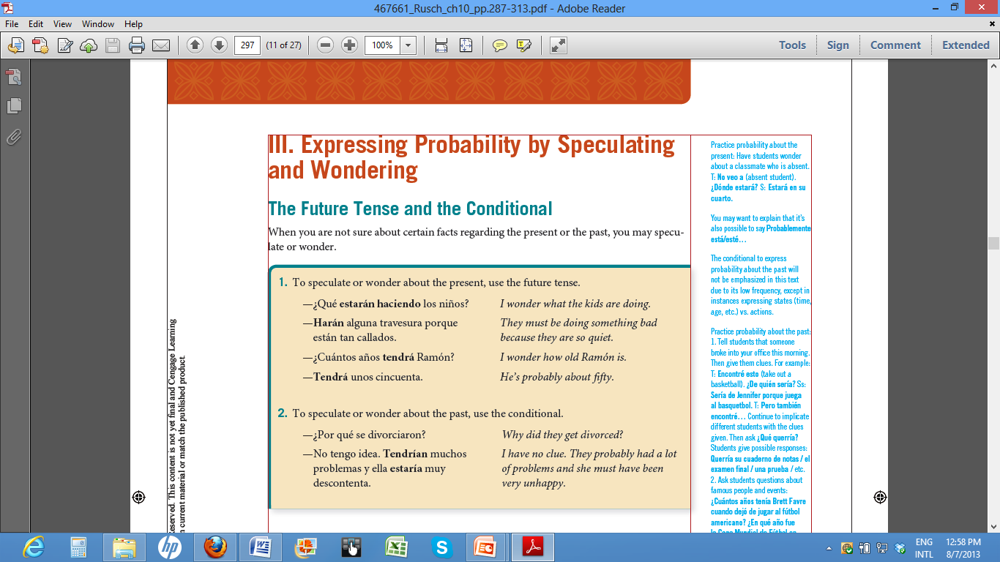 467661_Rusch_ch10_pp.287-313.pdf - Adobe Reader
File Edit View Window Help
297 (11 of 27) 100% Tools Sign Comment Extended
III. Expressing Probability by Speculating
and Wondering
The Future Tense and the Conditional
When you are not sure about certain facts regarding the present or the past, you may specu-
late or wonder.
1. To speculate or wonder about the present, use the future tense.
—¿Qué estarán haciendo los niños? I wonder what the kids are doing.
—Harán alguna travesura porque They must be doing something bad
están tan callados. because they are so quiet.
—¿Cuántos años tendrá Ramón? I wonder how old Ramón is.
—Tendrá unos cincuenta. He's probably about fifty.
2. To speculate or wonder about the past, use the conditional.
—¿Por qué se divorciaron? Why did they get divorced?
—No tengo idea. Tendrían muchos I have no clue. They probably had a lot
problemas y ella estaría muy of problems and she must have been
descontenta. very unhappy.
Practice probability about the
present: Have students wonder
about a classmate who is absent.
T: No veo a (absent student).
¿Dónde estará? S: Estará en su
cuarto.
You may want to explain that it's
also possible to say Probablemente
está/esté…
The conditional to express
probability about the past will
not be emphasized in this text
due to its low frequency, except in
instances expressing states (time,
age, etc.) vs. actions.
Practice probability about the past:
1. Tell students that someone
broke into your office this morning.
Then give them clues. For example:
T: Encontré esto (take out a
basketball). ¿De quién sería? Ss:
Sería de Jennifer porque juega
al basquetbol. T: Pero también
encontré… Continue to implicate
different students with the clues
given. Then ask ¿Qué querría?
Students give possible responses:
Querría su cuaderno de notas / el
examen final / una prueba / etc.
2. Ask students questions about
famous people and events:
¿Cuántos años tenía Brett Favre
cuando dejó de jugar al fútbol
americano? ¿En qué año fue
la Copa Mundial de Fútbol en
eserved. This content is not yet final and Cengage Learning
n current material or match the published product.
ENG 12:58 PM
INTL 8/7/2013